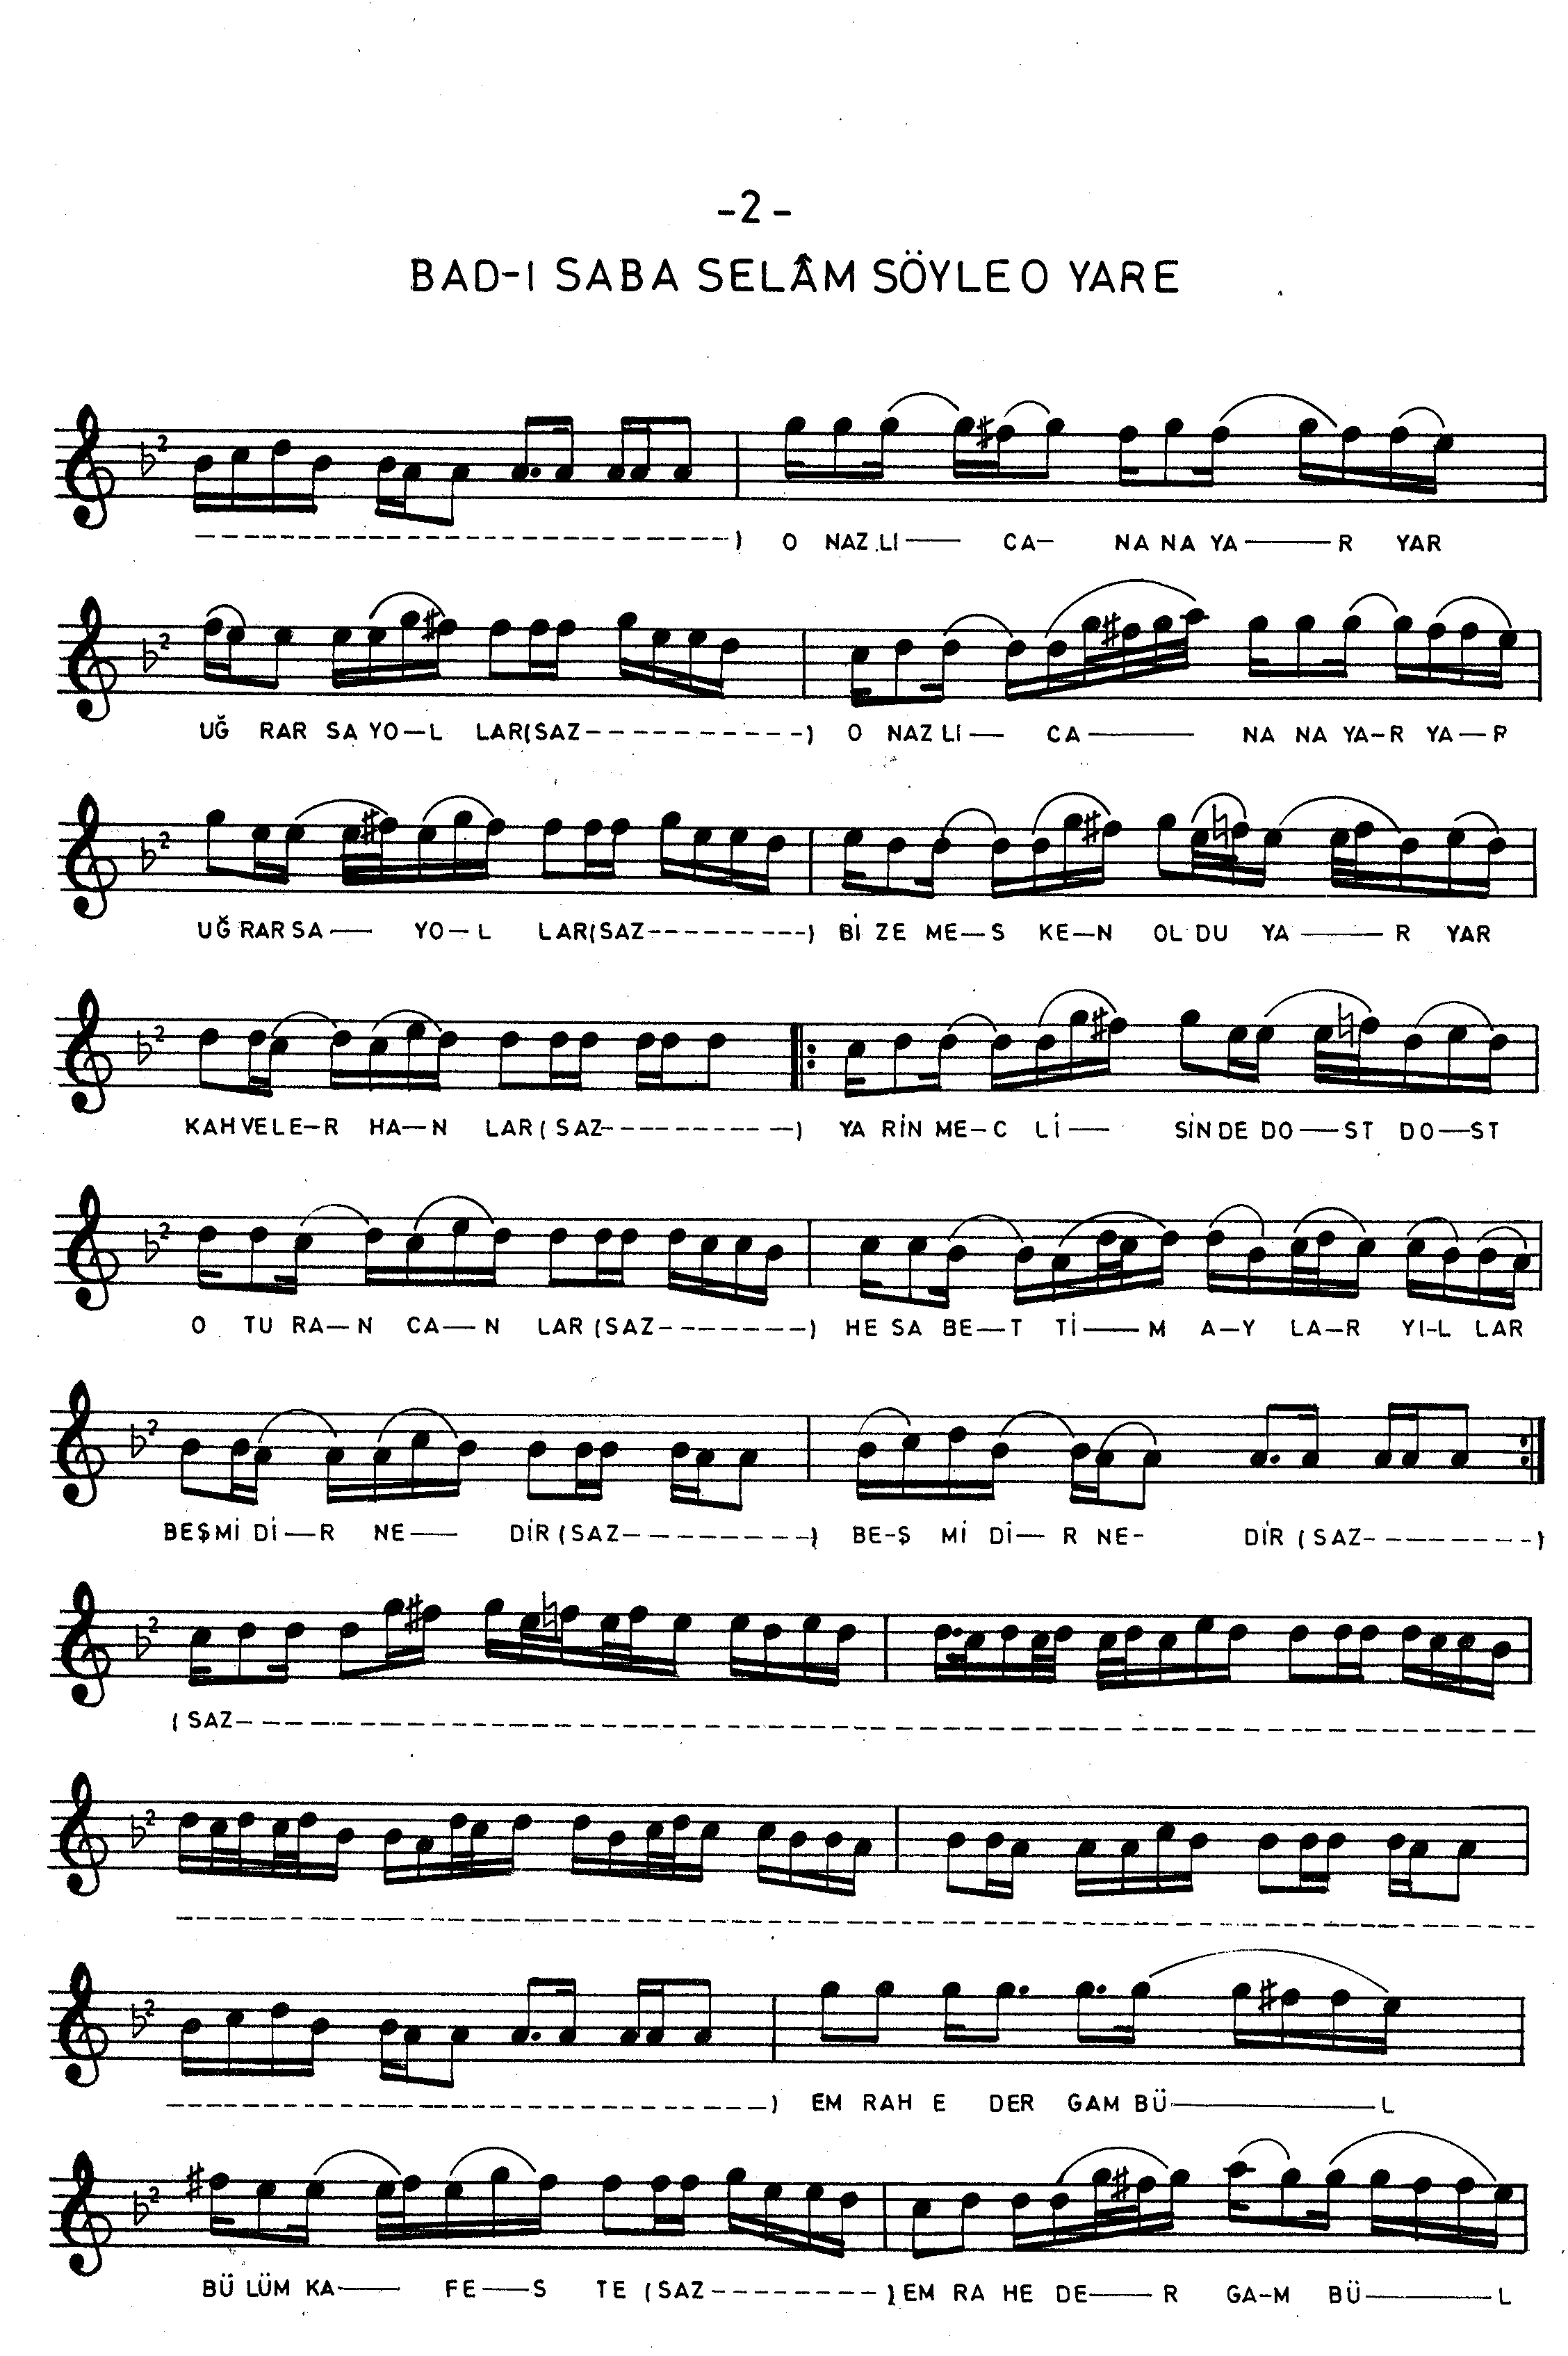 -2-
BAD-I SABA SELÂM SÖYLE O YARE
----) O NAZ LI— CA- NA NA YA—R YAR
UĞ RAR SA YO—L LAR(SAZ----) O NAZ LI— CA— NA NA YA-R YA—R
UĞ RAR SA— YO—L LAR(SAZ----) BİZE ME—S KE—N OL DU YA—R YAR
KAH VE LE—R HA—N LAR(SAZ----) YA RİN ME—C Lİ— SİN DE DO—ST DO—ST
O TU RA—N CA—N LAR(SAZ----) HE SA BE—T Tİ—M A—Y LA—R YI-L LAR
BEŞ Mİ Dİ—R NE— DİR(SAZ----) BE-Ş Mİ Dİ—R NE- DİR(SAZ----)
(SAZ----
----
----) EM RAH E DER GAM BÜ—L
BÜ LÜM KA— FE—S TE(SAZ----) EM RA HE DE—R GA-M BÜ—L